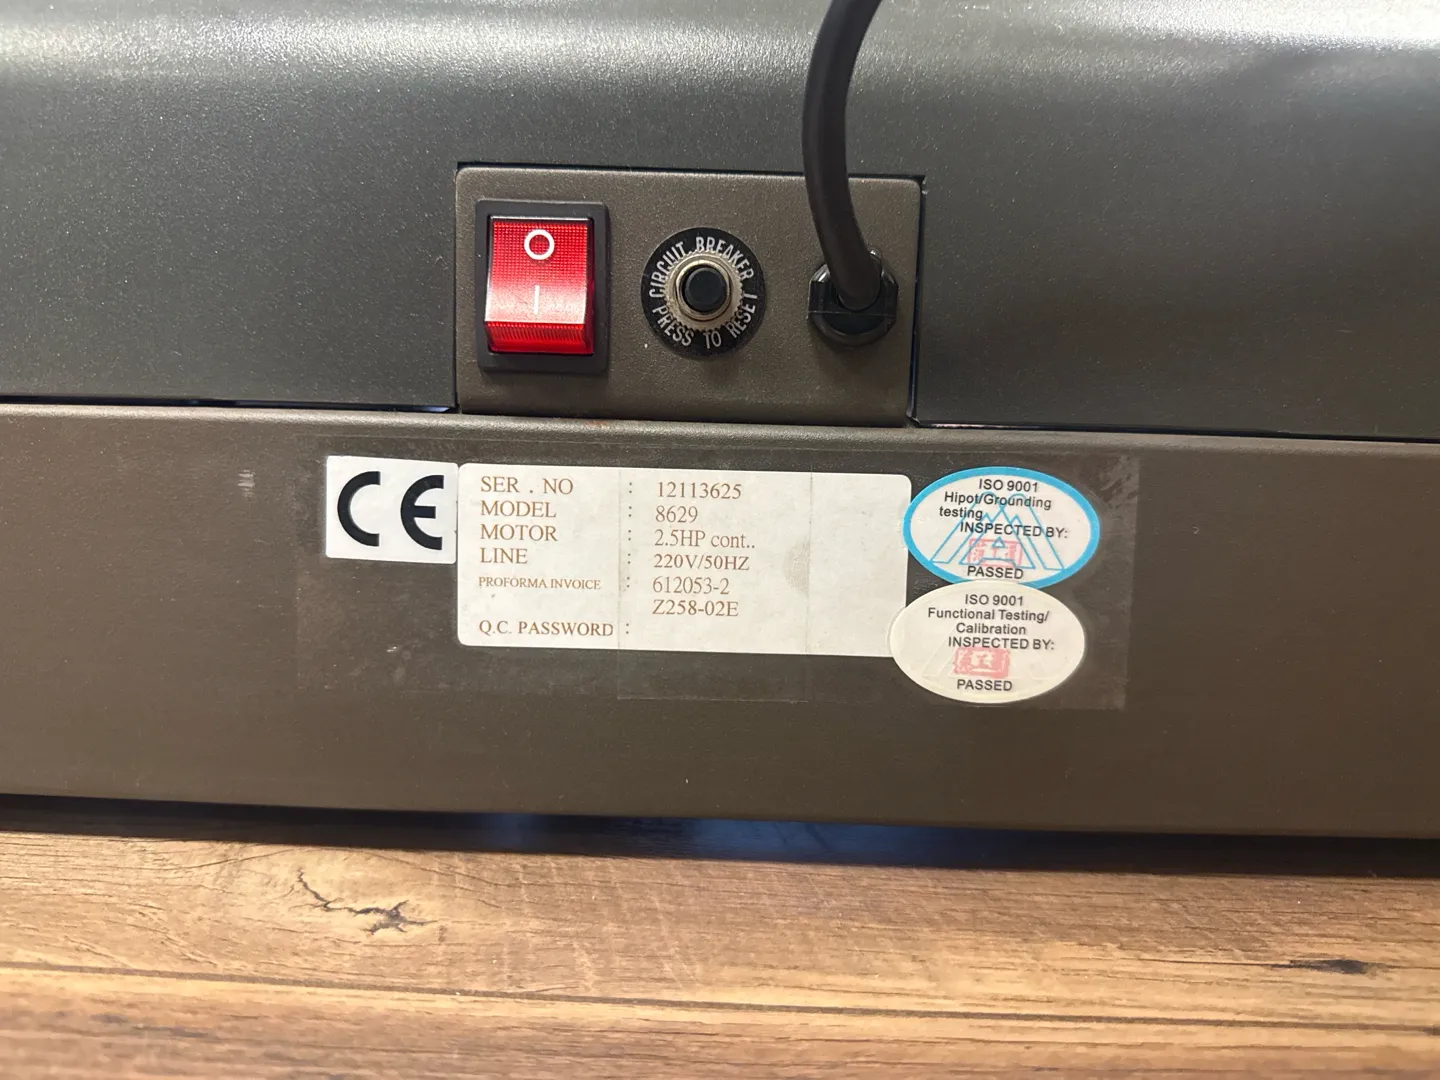 O
I
CIRCUIT BREAKER
PRESS TO RESET
CE
SER . NO : 12113625
MODEL : 8629
MOTOR : 2.5HP cont..
LINE : 220V/50HZ
PROFORMA INVOICE : 612053-2
Z258-02E
Q.C. PASSWORD :
ISO 9001
Hipot/Grounding
testing
INSPECTED BY:
PASSED
ISO 9001
Functional Testing/
Calibration
INSPECTED BY:
PASSED